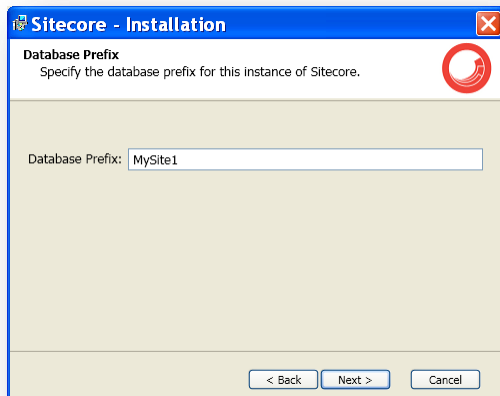 Sitecore - Installation
Database Prefix
Specify the database prefix for this instance of Sitecore.
Database Prefix: MySite1
< Back Next > Cancel